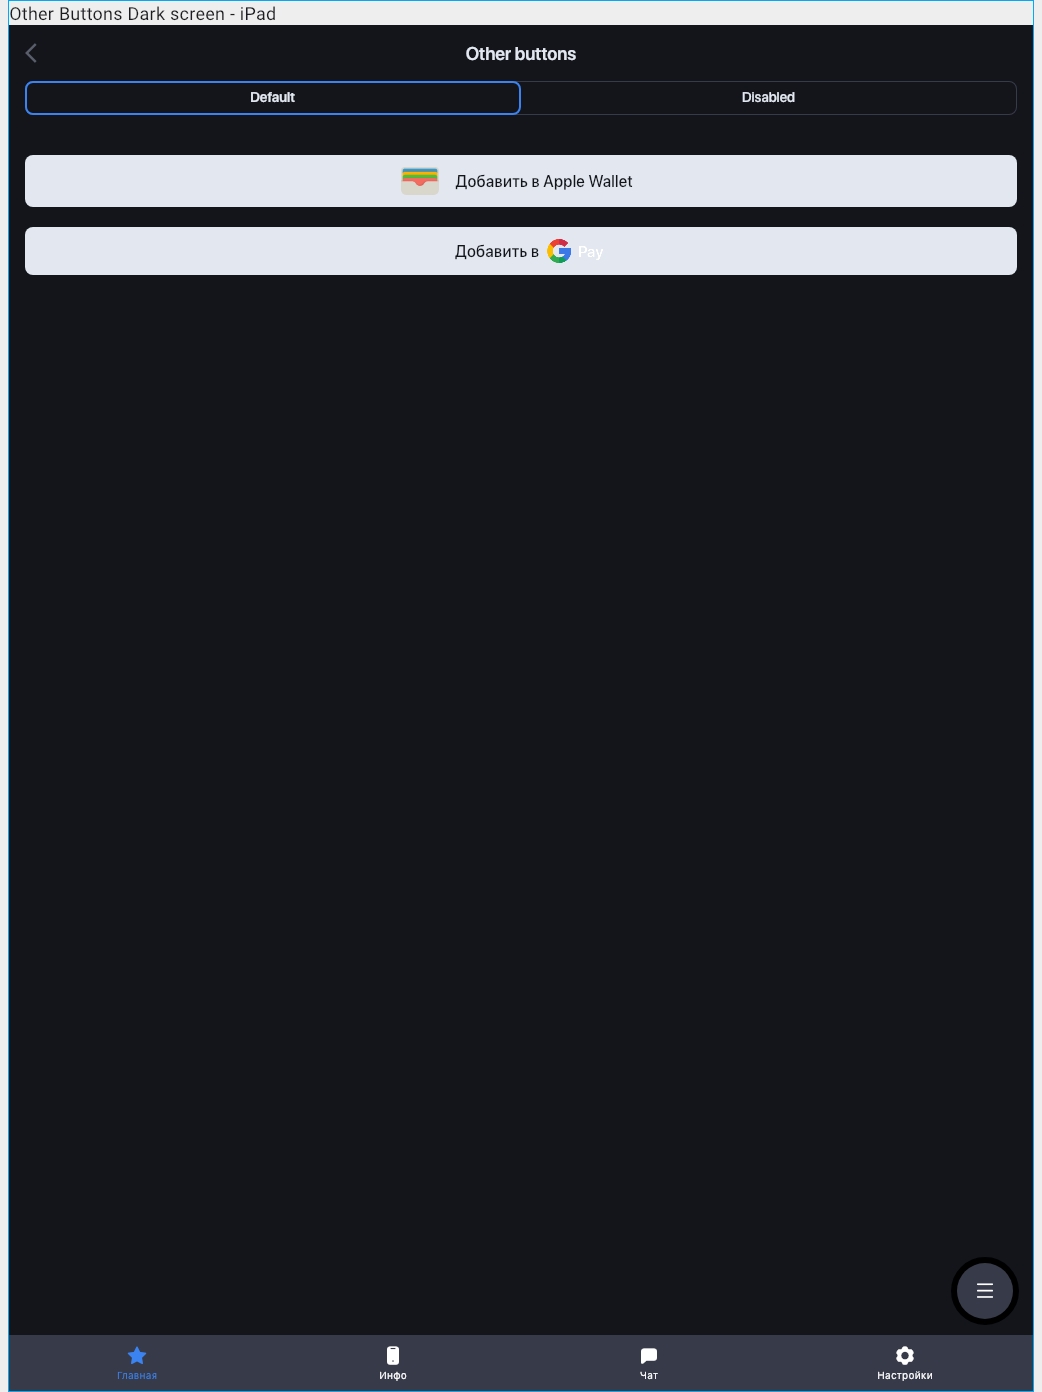 Other Buttons Dark screen - iPad
Other buttons
Default
Disabled
Добавить в Apple Wallet
Добавить в G Pay
Главная
Инфо
Чат
Настройки